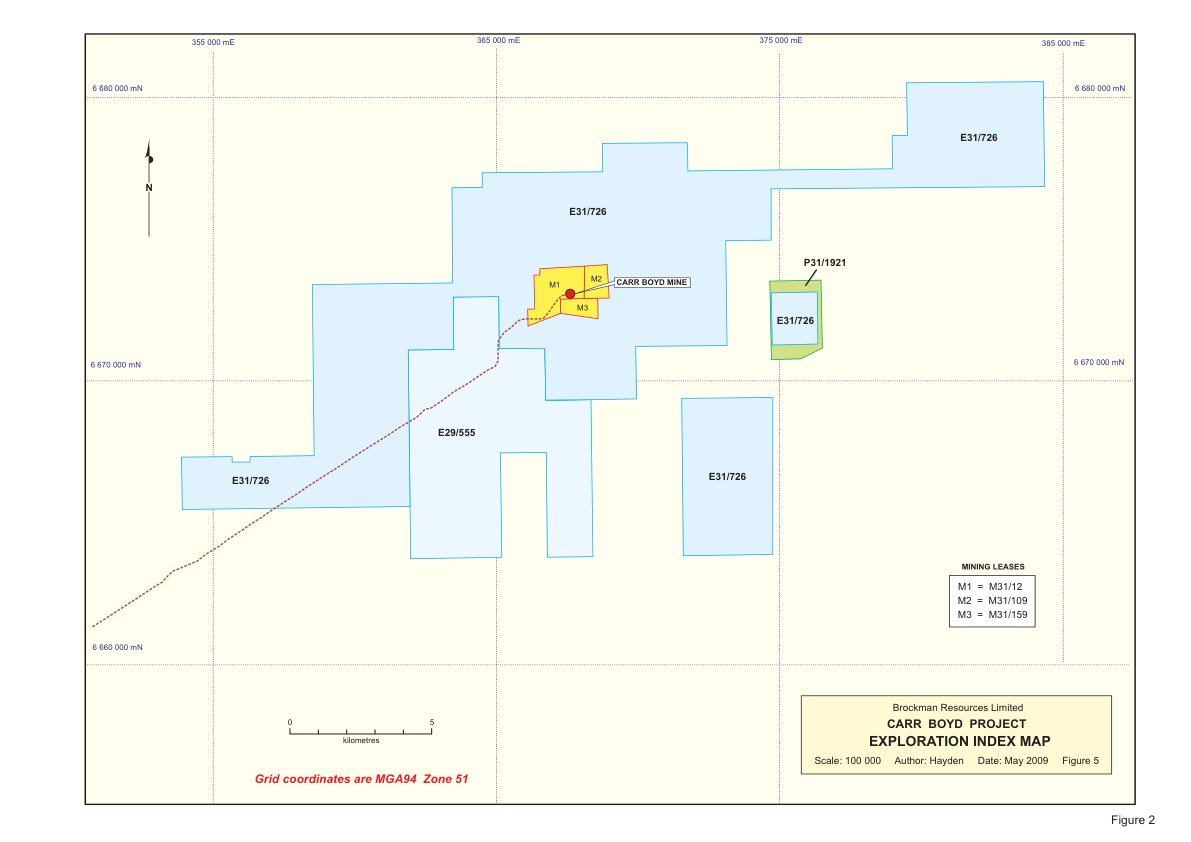 355 000 mE
365 000 mE
375 000 mE
385 000 mE
6 680 000 mN
6 680 000 mN
E31/726
N
E31/726
P31/1921
M1
M2
CARR BOYD MINE
M3
E31/726
6 670 000 mN
6 670 000 mN
E29/555
E31/726
E31/726
MINING LEASES
M1 = M31/12
M2 = M31/109
M3 = M31/159
6 660 000 mN
0 5
kilometres
Grid coordinates are MGA94 Zone 51
Brockman Resources Limited
CARR BOYD PROJECT
EXPLORATION INDEX MAP
Scale: 100 000 Author: Hayden Date: May 2009 Figure 5
Figure 2